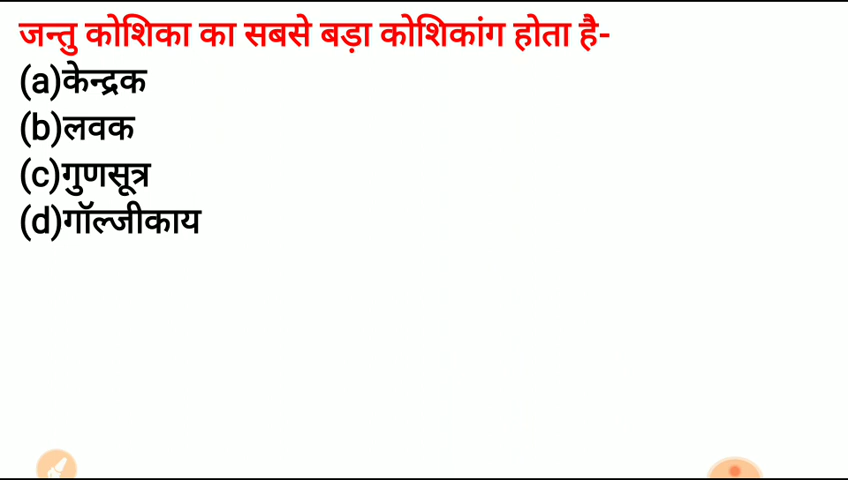 जन्तु कोशिका का सबसे बड़ा कोशिकांग होता है-
(a)केन्द्रक
(b)लवक
(c)गुणसूत्र
(d)गॉल्जीकाय